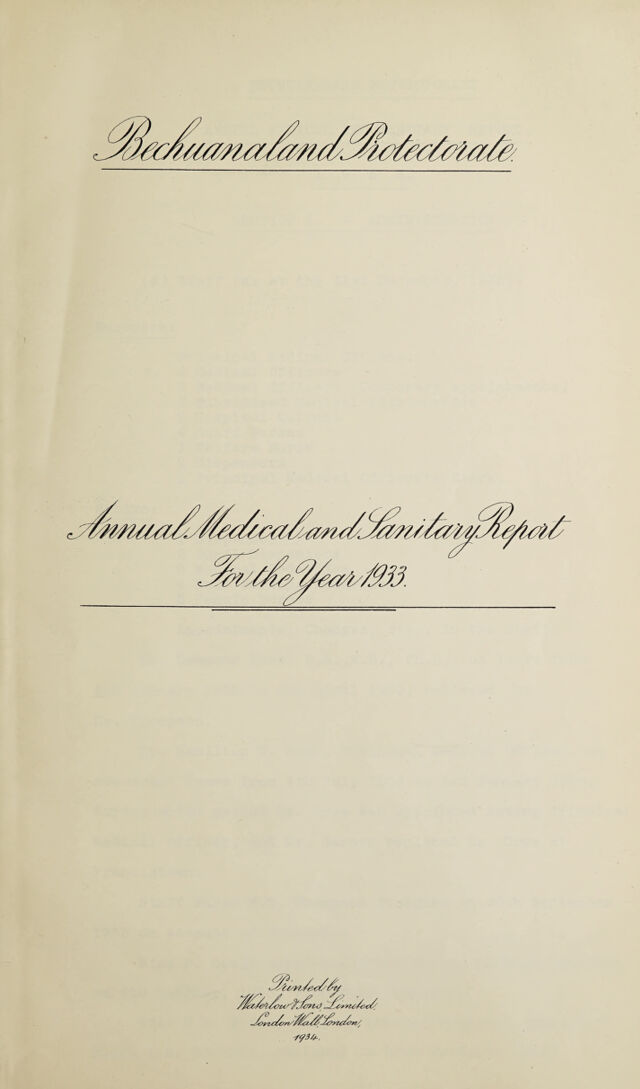 Bechuanaland Protectorate.
Annual Medical and Sanitary Report
For the Year 1933.
Printed by
Waterlow & Sons Limited,
London Wall, London,
1934.